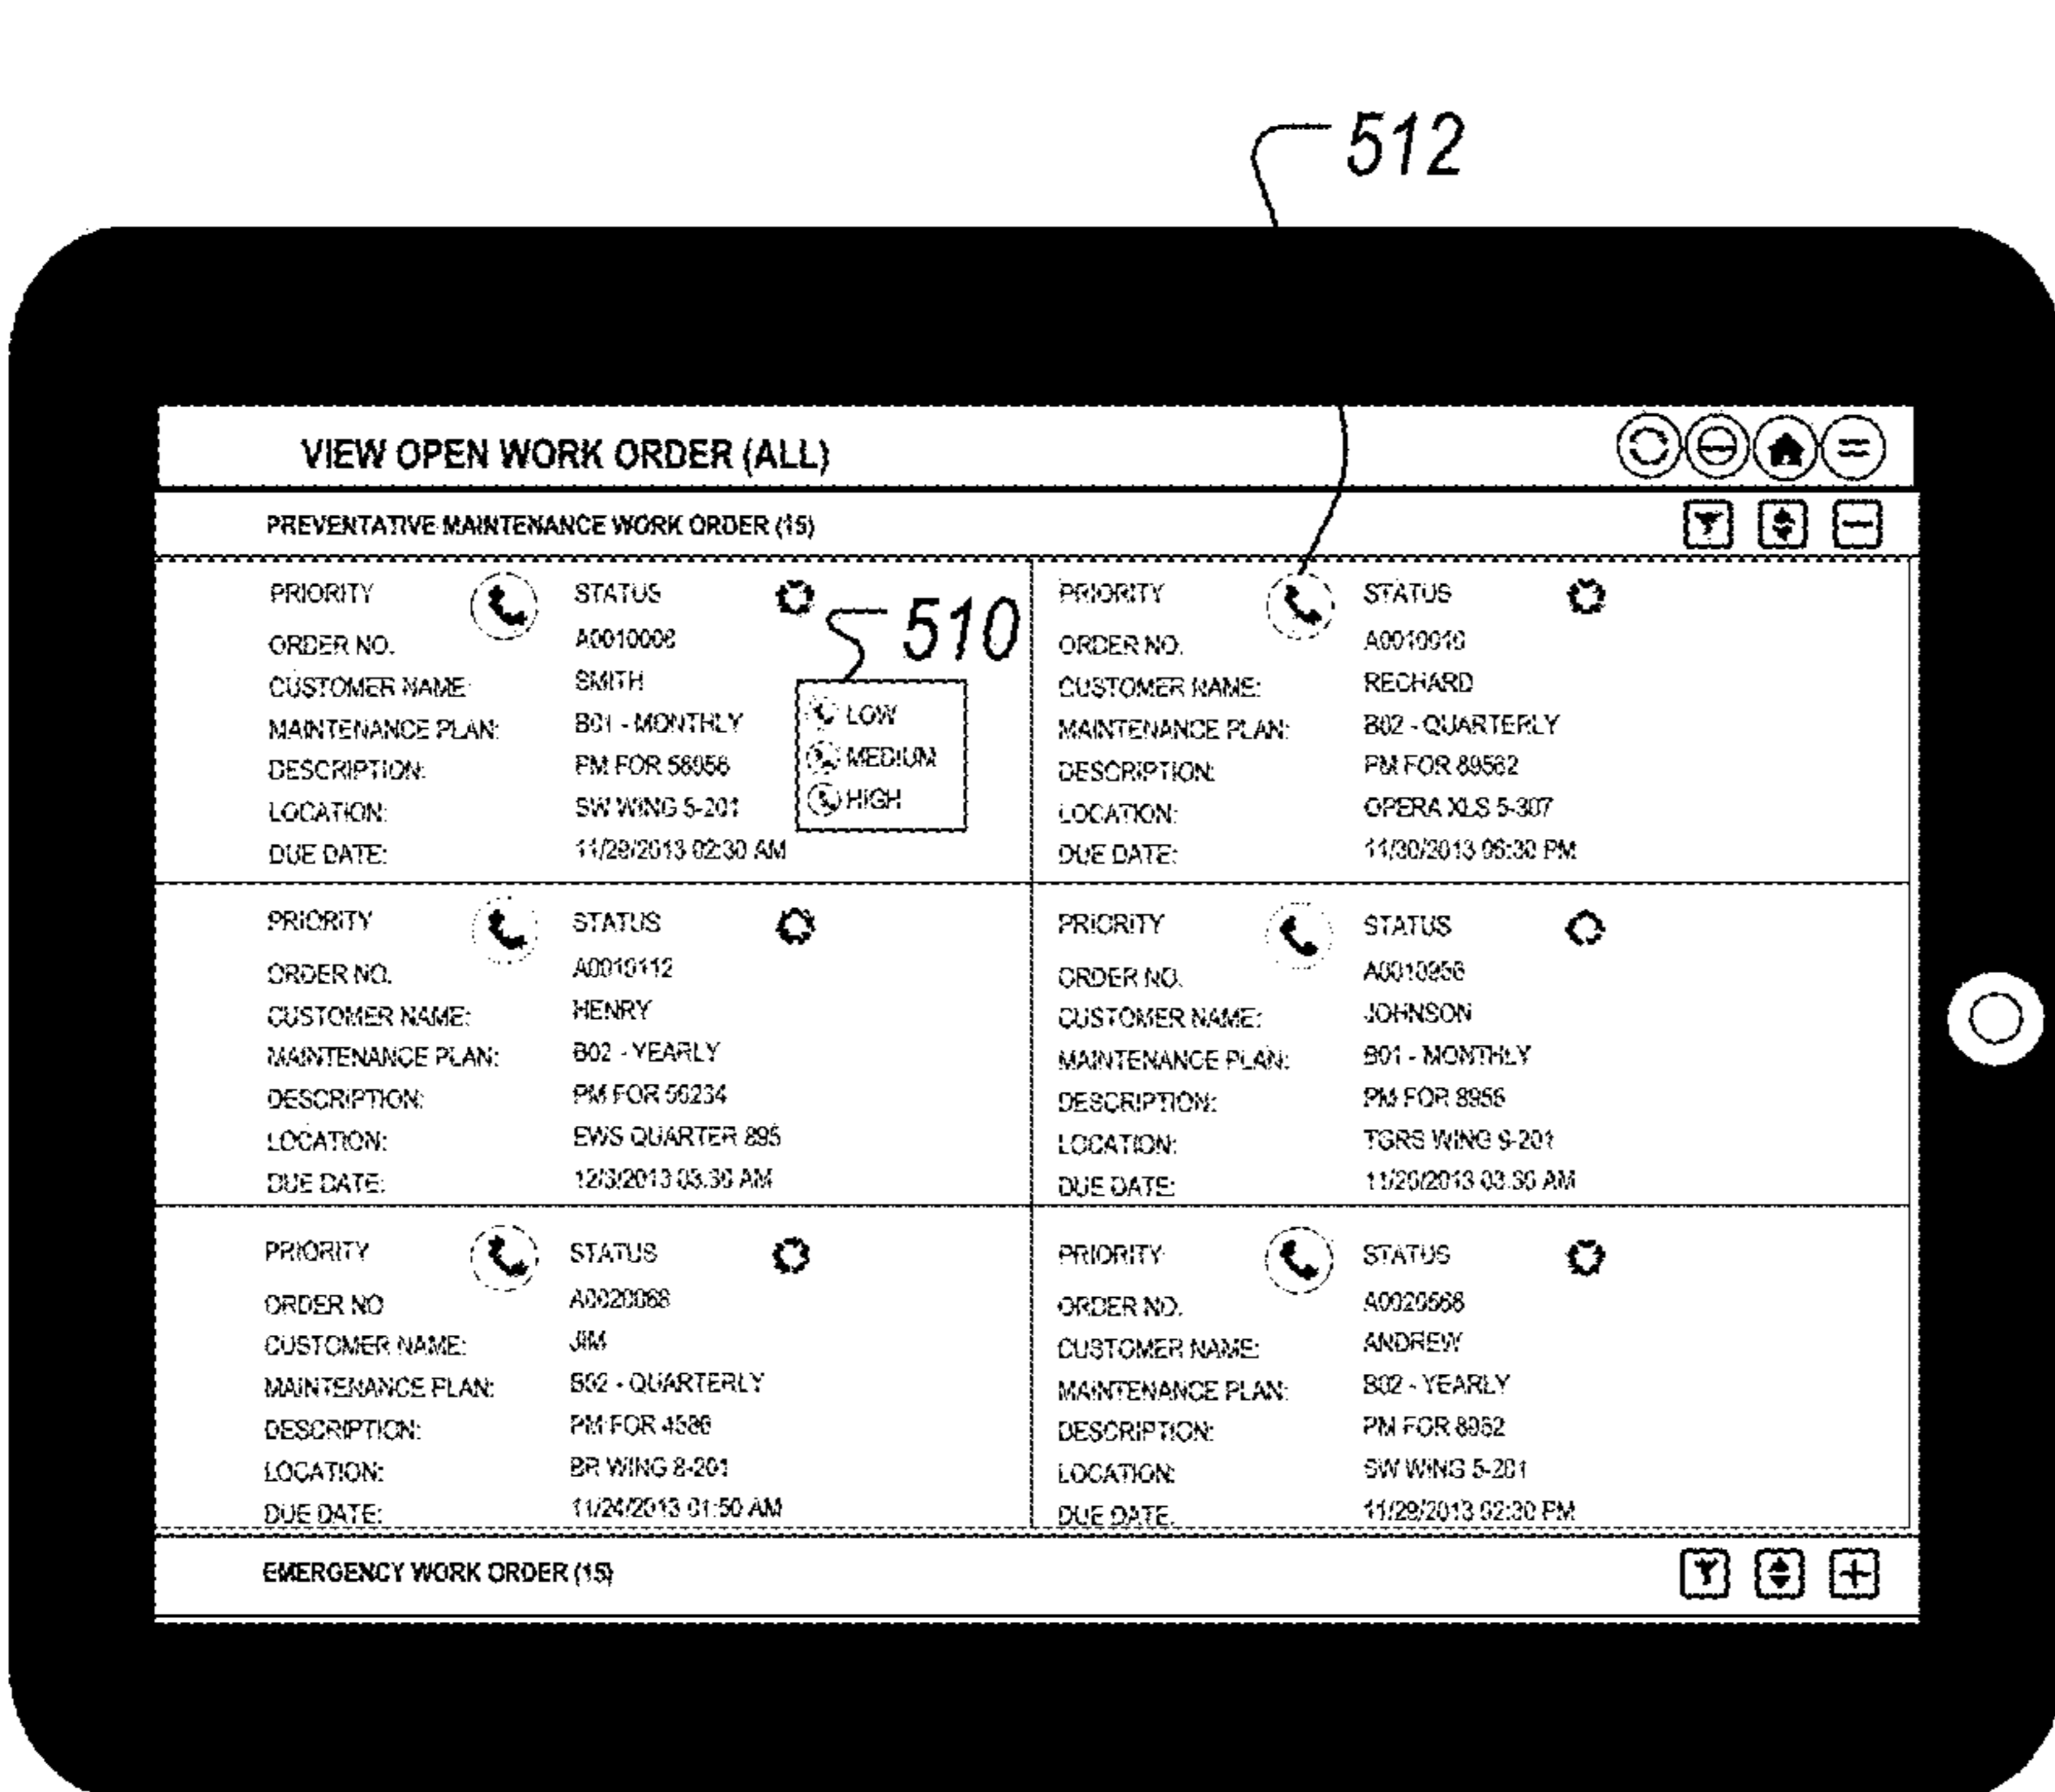 512
VIEW OPEN WORK ORDER (ALL)
PREVENTATIVE MAINTENANCE WORK ORDER (15)
PRIORITY STATUS
ORDER NO. A0010008
CUSTOMER NAME: SMITH
MAINTENANCE PLAN: B01 - MONTHLY
DESCRIPTION: PM FOR
LOCATION: SW WING 5-201
DUE DATE: 11/29/2013 02:30 AM
510
LOW
MEDIUM
HIGH
PRIORITY STATUS
ORDER NO. A0010910
CUSTOMER NAME: RECHARD
MAINTENANCE PLAN: B02 - QUARTERLY
DESCRIPTION: PM FOR 89562
LOCATION: OPERA XLS 5-307
DUE DATE: 11/30/2013 06:30 PM
PRIORITY STATUS
ORDER NO. A0010112
CUSTOMER NAME: HENRY
MAINTENANCE PLAN: B02 - YEARLY
DESCRIPTION: PM FOR 56234
LOCATION: EWS QUARTER 895
DUE DATE: 12/3/2013 03:30 AM
PRIORITY STATUS
ORDER NO. A0010956
CUSTOMER NAME: JOHNSON
MAINTENANCE PLAN: B01 - MONTHLY
DESCRIPTION: PM FOR 8956
LOCATION: TGRS WING 9-201
DUE DATE: 03:30 AM
PRIORITY STATUS
ORDER NO A0020068
CUSTOMER NAME: JIM
MAINTENANCE PLAN: B02 - QUARTERLY
DESCRIPTION: PM FOR 4586
LOCATION: BR WING 8-201
DUE DATE: 11/24/2013 01:50 AM
PRIORITY STATUS
ORDER NO. A0020568
CUSTOMER NAME: ANDREW
MAINTENANCE PLAN: B02 - YEARLY
DESCRIPTION: PM FOR 8962
LOCATION: SW WING 5-201
DUE DATE. 11/29/2013 02:30 PM
EMERGENCY WORK ORDER (15)